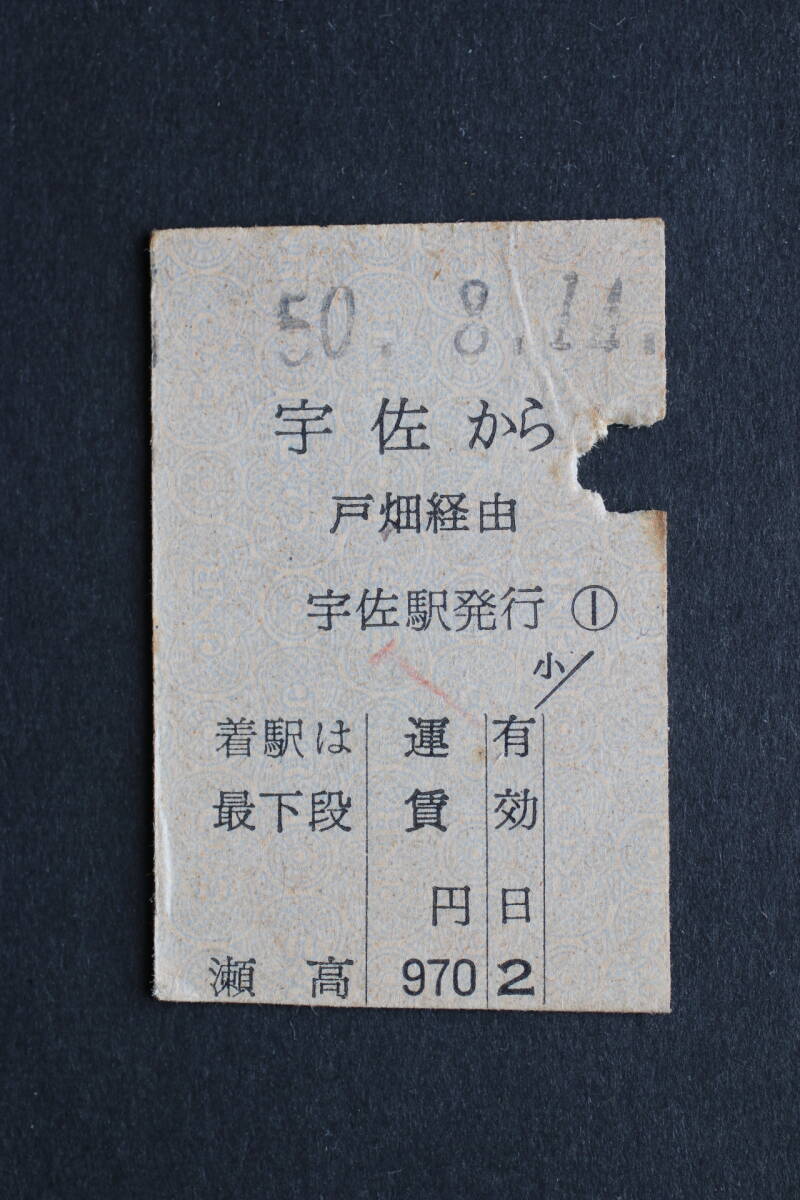 50. 8.11.
宇佐から
戸畑経由
宇佐駅発行 ①
小
着駅は 運 有
最下段 賃 効
円 日
瀬高 970 2